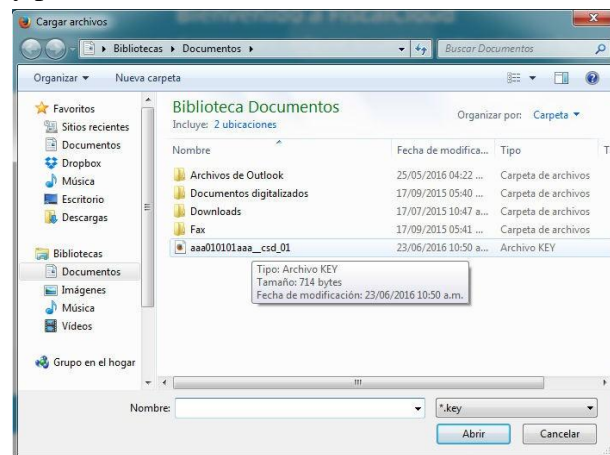 Cargar archivos
Bienvenido a FiscalCloud
Bibliotecas Documentos
Buscar Documentos
Organizar Nueva carpeta
Favoritos
Sitios recientes
Documentos
Dropbox
Música
Escritorio
Descargas
Bibliotecas
Documentos
Imágenes
Música
Vídeos
Grupo en el hogar
Biblioteca Documentos
Incluye: 2 ubicaciones
Organizar por: Carpeta
Nombre Fecha de modifica... Tipo T
Archivos de Outlook 25/05/2016 04:22 ... Carpeta de archivos
Documentos digitalizados 17/09/2015 05:40 ... Carpeta de archivos
Downloads 17/07/2015 10:47 a... Carpeta de archivos
Fax 17/09/2015 05:41 ... Carpeta de archivos
aaa010101aaa__csd_01 23/06/2016 10:50 a... Archivo KEY
Tipo: Archivo KEY
Tamaño: 714 bytes
Fecha de modificación: 23/06/2016 10:50 a.m.
Nombre: *.key
Abrir Cancelar